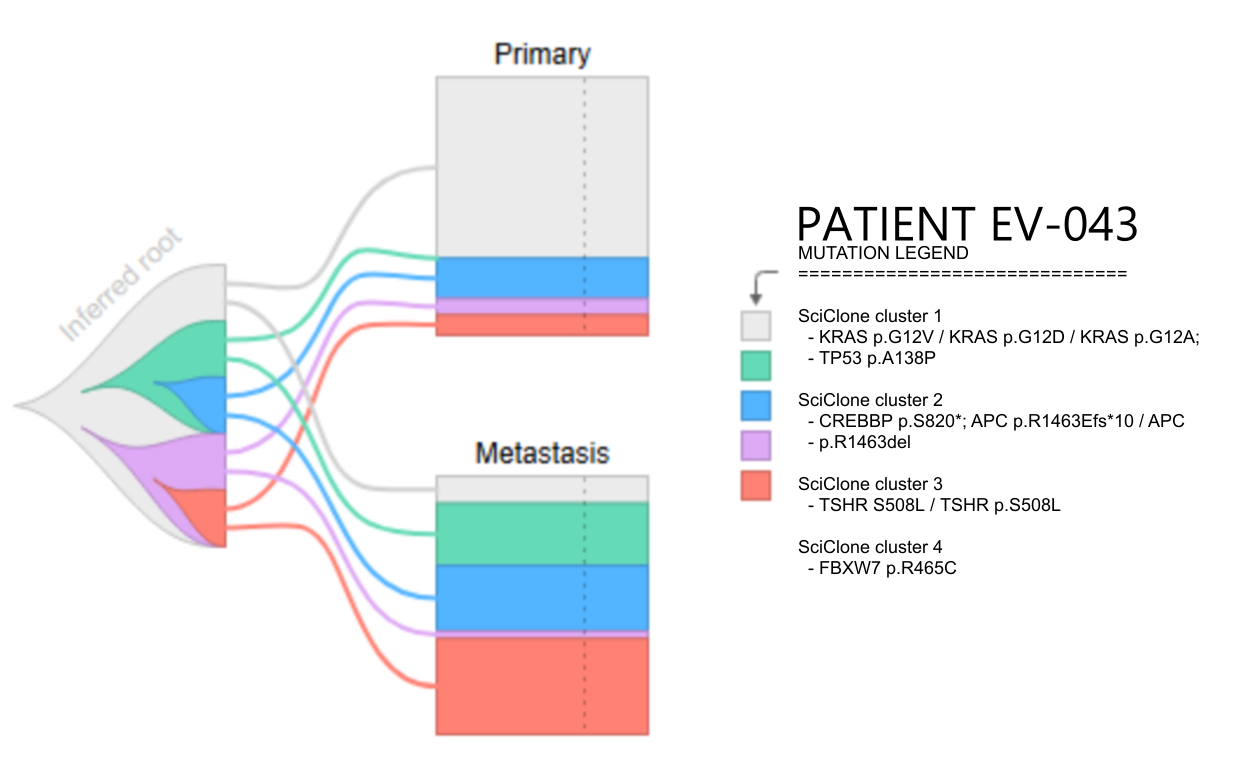 Primary
Inferred root
Metastasis
PATIENT EV-043
MUTATION LEGEND
==============================
SciClone cluster 1
- KRAS p.G12V / KRAS p.G12D / KRAS p.G12A;
- TP53 p.A138P
SciClone cluster 2
- CREBBP p.S820*; APC p.R1463Efs*10 / APC
- p.R1463del
SciClone cluster 3
- TSHR S508L / TSHR p.S508L
SciClone cluster 4
- FBXW7 p.R465C